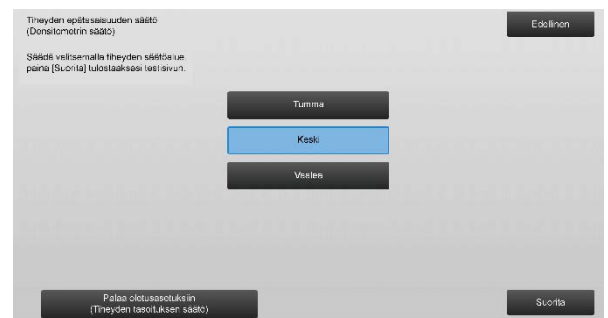 Tiheyden epätasaisuuden säätö
(Densitometrin säätö)
Edellinen
Säädä valitsemalla tiheyden säätöalue,
paina [Suorita] tulostaaksesi testisivun.
Tumma
Keski
Vaalea
Palaa oletusasetuksiin
(Tiheyden tasoituksen säätö)
Suorita